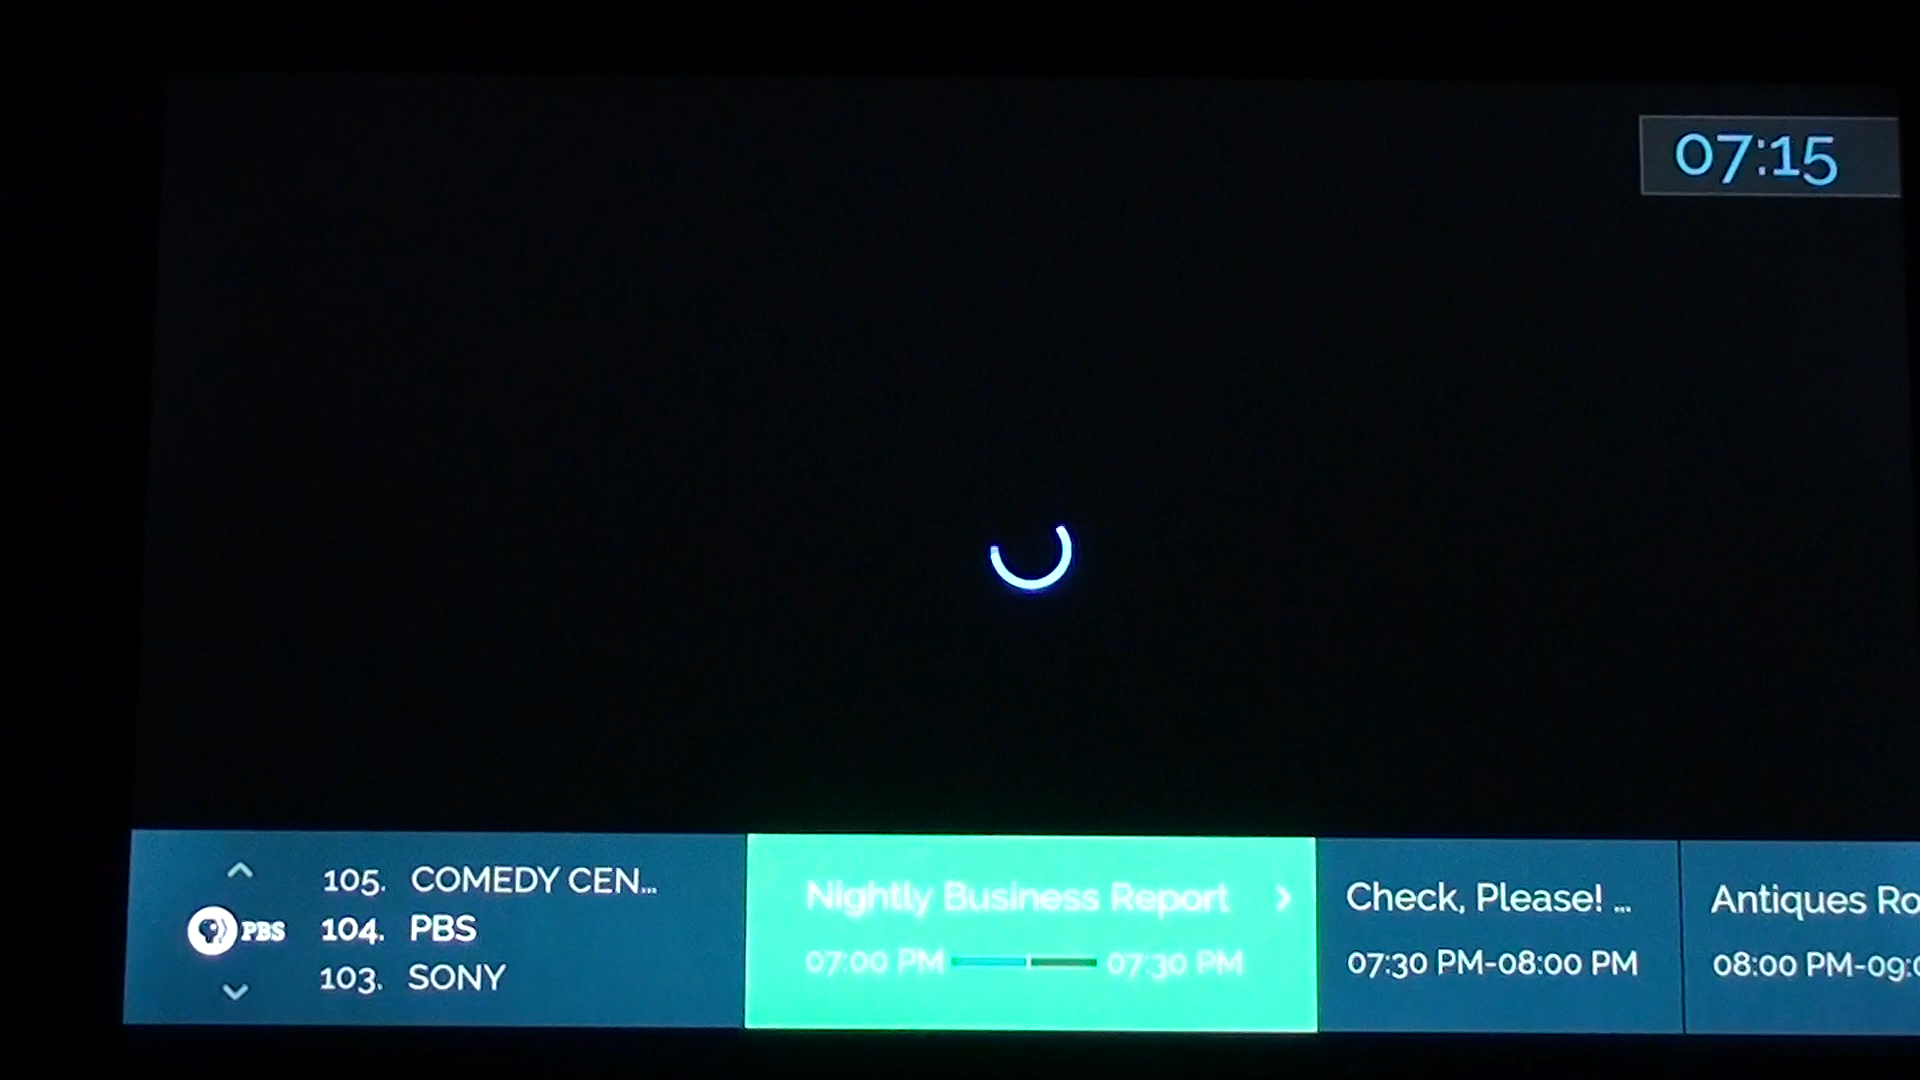 07:15
105. COMEDY CEN...
PBS
104. PBS
103. SONY
Nightly Business Report
07:00 PM 07:30 PM
Check, Please! ...
07:30 PM-08:00 PM
Antiques Ro
08:00 PM-09:0